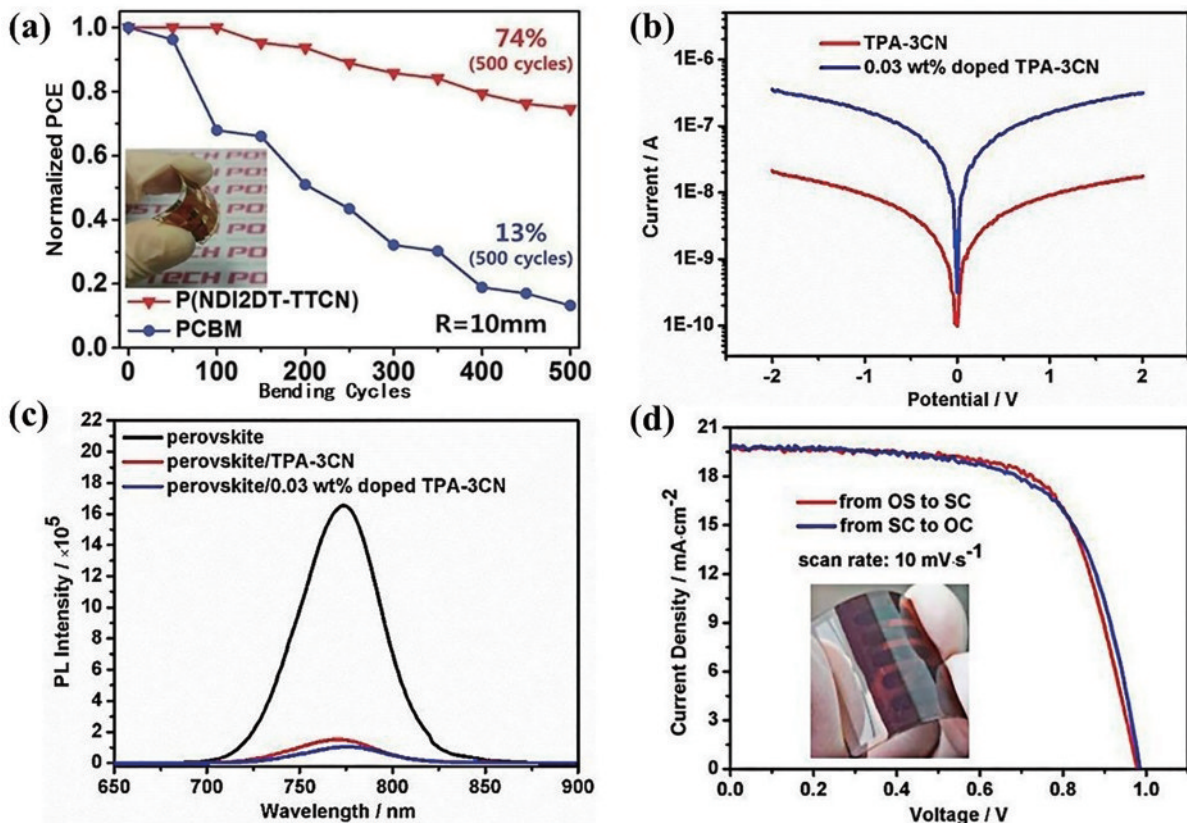 (a)
1.0
0.8
0.6
0.4
0.2
0.0
Normalized PCE
74%
(500 cycles)
13%
(500 cycles)
P(NDI2DT-TTCN)
PCBM
R=10mm
0 100 200 300 400 500
Bending Cycles
(b)
TPA-3CN
0.03 wt% doped TPA-3CN
1E-6
1E-7
1E-8
1E-9
1E-10
Current / A
-2 -1 0 1 2
Potential / V
(c)
perovskite
perovskite/TPA-3CN
perovskite/0.03 wt% doped TPA-3CN
22
20
18
16
14
12
10
8
6
4
2
0
PL Intensity / ×10⁵
650 700 750 800 850 900
Wavelength / nm
(d)
21
18
15
12
9
6
3
0
Current Density / mA·cm⁻²
from OS to SC
from SC to OC
scan rate: 10 mV·s⁻¹
0.0 0.2 0.4 0.6 0.8 1.0
Voltage / V